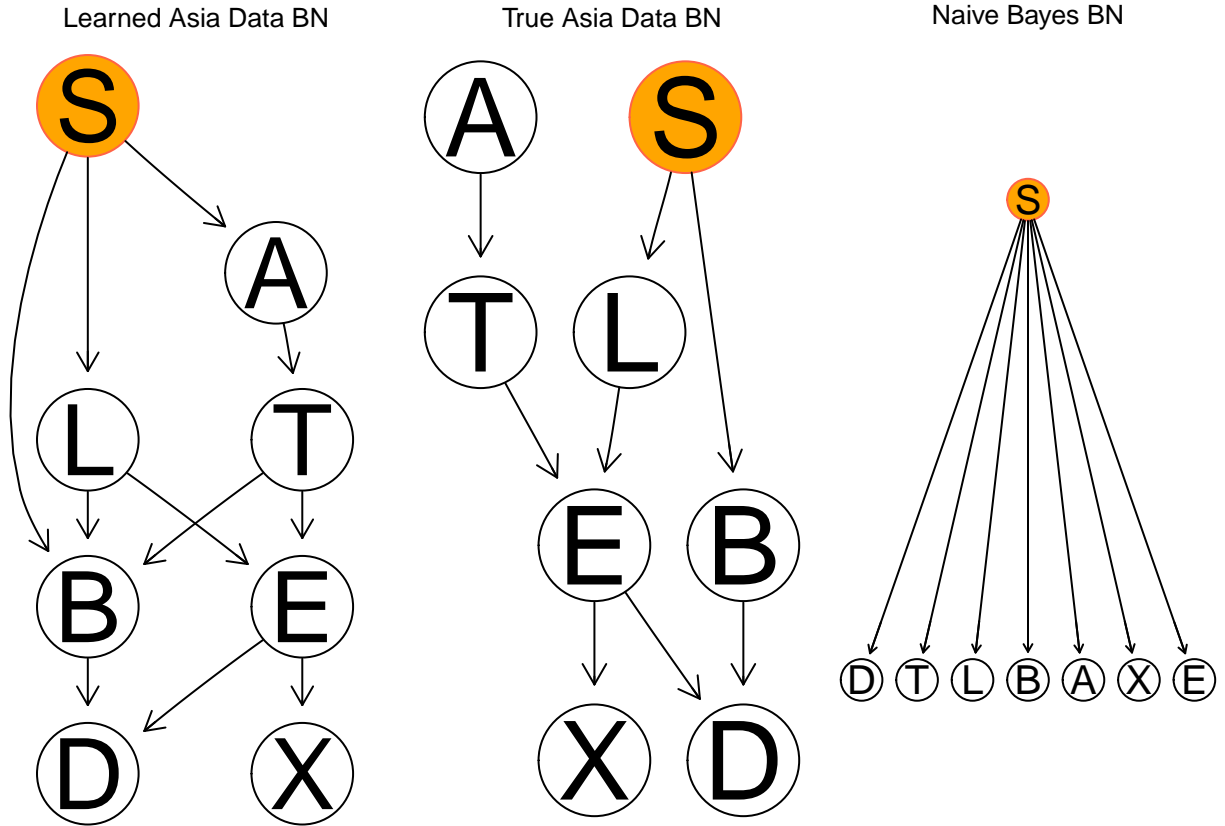 Learned Asia Data BN
S
A
L T
B E
D X
True Asia Data BN
A S
T L
E B
X D
Naive Bayes BN
S
D T L B A X E